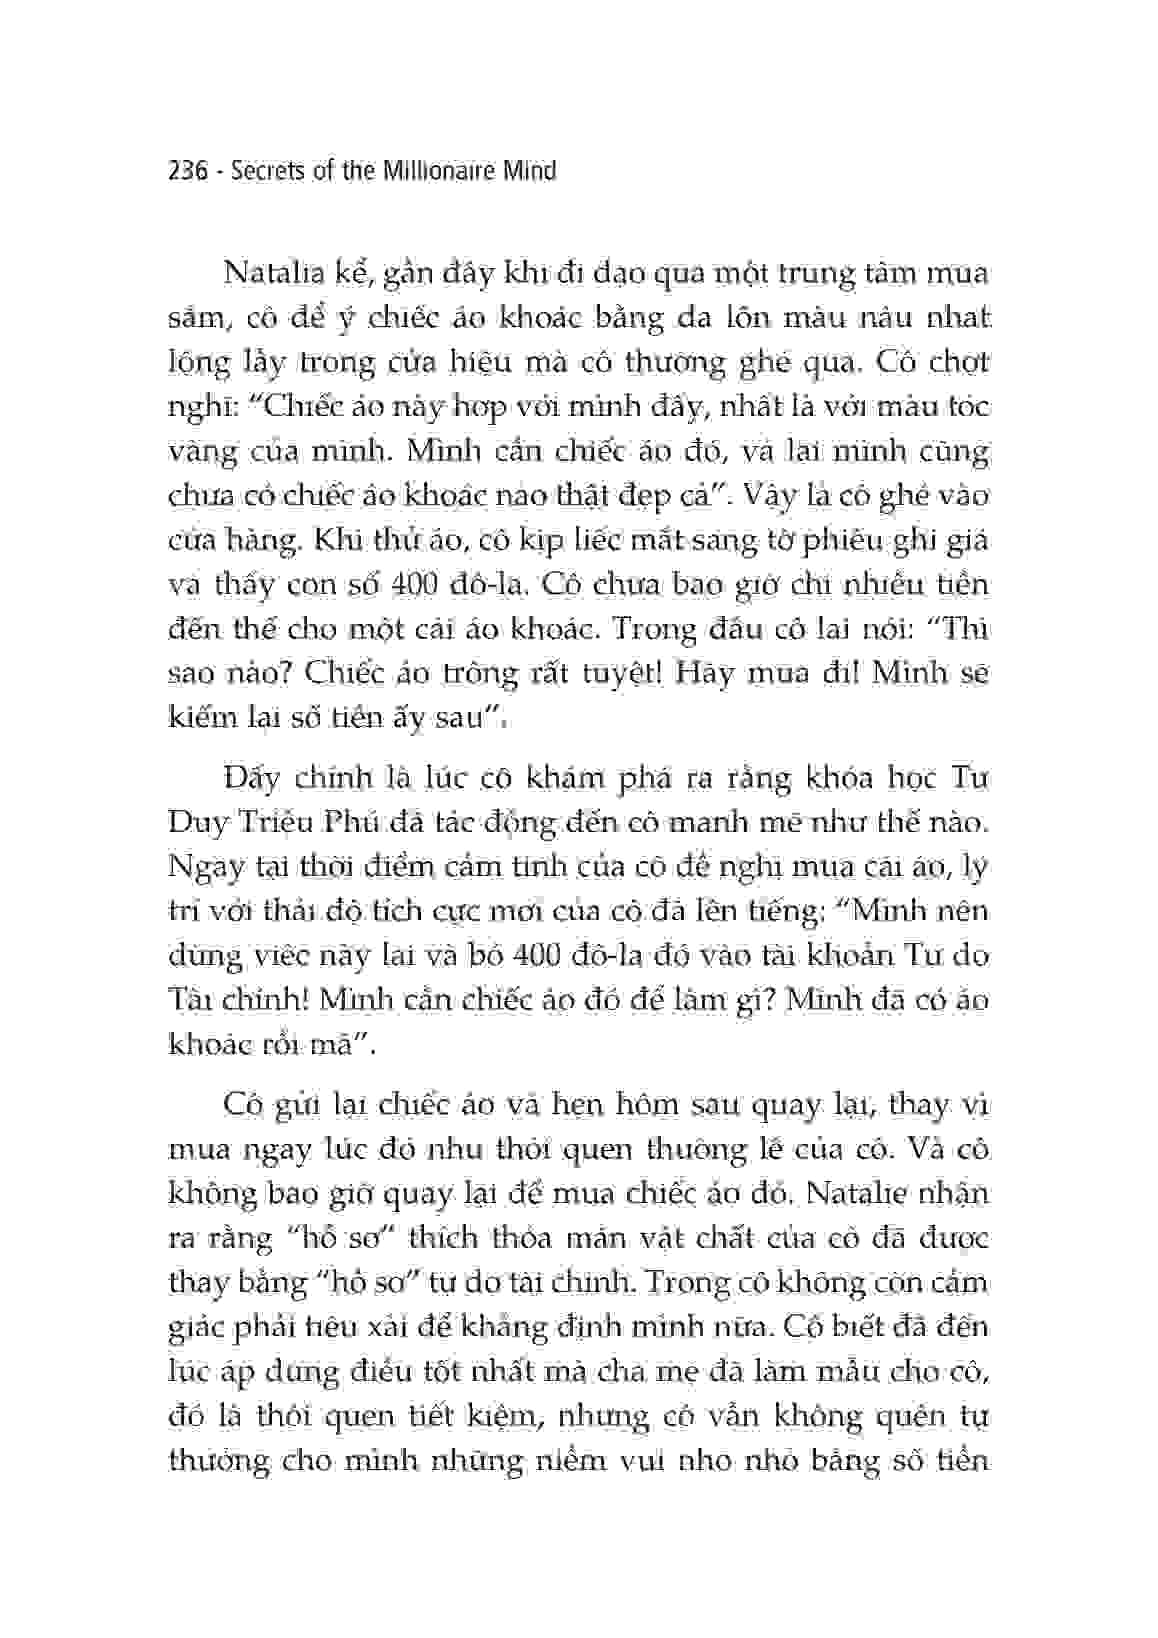 236 - Secrets of the Millionaire Mind
Natalia kể, gần đây khi đi dạo qua một trung tâm mua
sắm, cô để ý chiếc áo khoác bằng da lộn màu nâu nhạt
lộng lẫy trong cửa hiệu mà cô thường ghé qua. Cô chợt
nghĩ: “Chiếc áo này hợp với mình đấy, nhất là với màu tóc
vàng của mình. Mình cần chiếc áo đó, vả lại mình cũng
chưa có chiếc áo khoác nào thật đẹp cả”. Vậy là cô ghé vào
cửa hàng. Khi thử áo, cô kịp liếc mắt sang tờ phiếu ghi giá
và thấy con số 400 đô-la. Cô chưa bao giờ chi nhiều tiền
đến thế cho một cái áo khoác. Trong đầu cô lại nói: “Thì
sao nào? Chiếc áo trông rất tuyệt! Hãy mua đi! Mình sẽ
kiếm lại số tiền ấy sau”.
Đấy chính là lúc cô khám phá ra rằng khóa học Tư
Duy Triệu Phú đã tác động đến cô mạnh mẽ như thế nào.
Ngay tại thời điểm cảm tính của cô đề nghị mua cái áo, lý
trí với thái độ tích cực mới của cô đã lên tiếng: “Mình nên
dừng việc này lại và bỏ 400 đô-la đó vào tài khoản Tự do
Tài chính! Mình cần chiếc áo đó để làm gì? Mình đã có áo
khoác rồi mà”.
Cô gửi lại chiếc áo và hẹn hôm sau quay lại, thay vì
mua ngay lúc đó như thói quen thường lệ của cô. Và cô
không bao giờ quay lại để mua chiếc áo đó. Natalie nhận
ra rằng “hồ sơ” thích thỏa mãn vật chất của cô đã được
thay bằng “hồ sơ” tự do tài chính. Trong cô không còn cảm
giác phải tiêu xài để khẳng định mình nữa. Cô biết đã đến
lúc áp dụng điều tốt nhất mà cha mẹ đã làm mẫu cho cô,
đó là thói quen tiết kiệm, nhưng cô vẫn không quên tự
thưởng cho mình những niềm vui nho nhỏ bằng số tiền